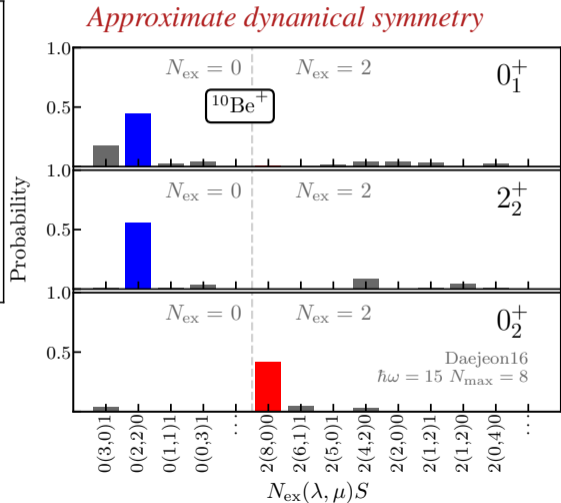 Approximate dynamical symmetry
1.0
N_ex = 0 N_ex = 2 0_1^+
^10Be^+
0.5
1.0
N_ex = 0 N_ex = 2 2_2^+
0.5
1.0
N_ex = 0 N_ex = 2 0_2^+
0.5
Daejeon16
ħω = 15 N_max = 8
Probability
0(3,0)1
0(2,2)0
0(1,1)1
0(0,3)1
...
2(8,0)0
2(6,1)1
2(5,0)1
2(4,2)0
2(2,0)0
2(1,2)1
2(1,2)0
2(0,4)0
...
N_ex(λ, μ)S